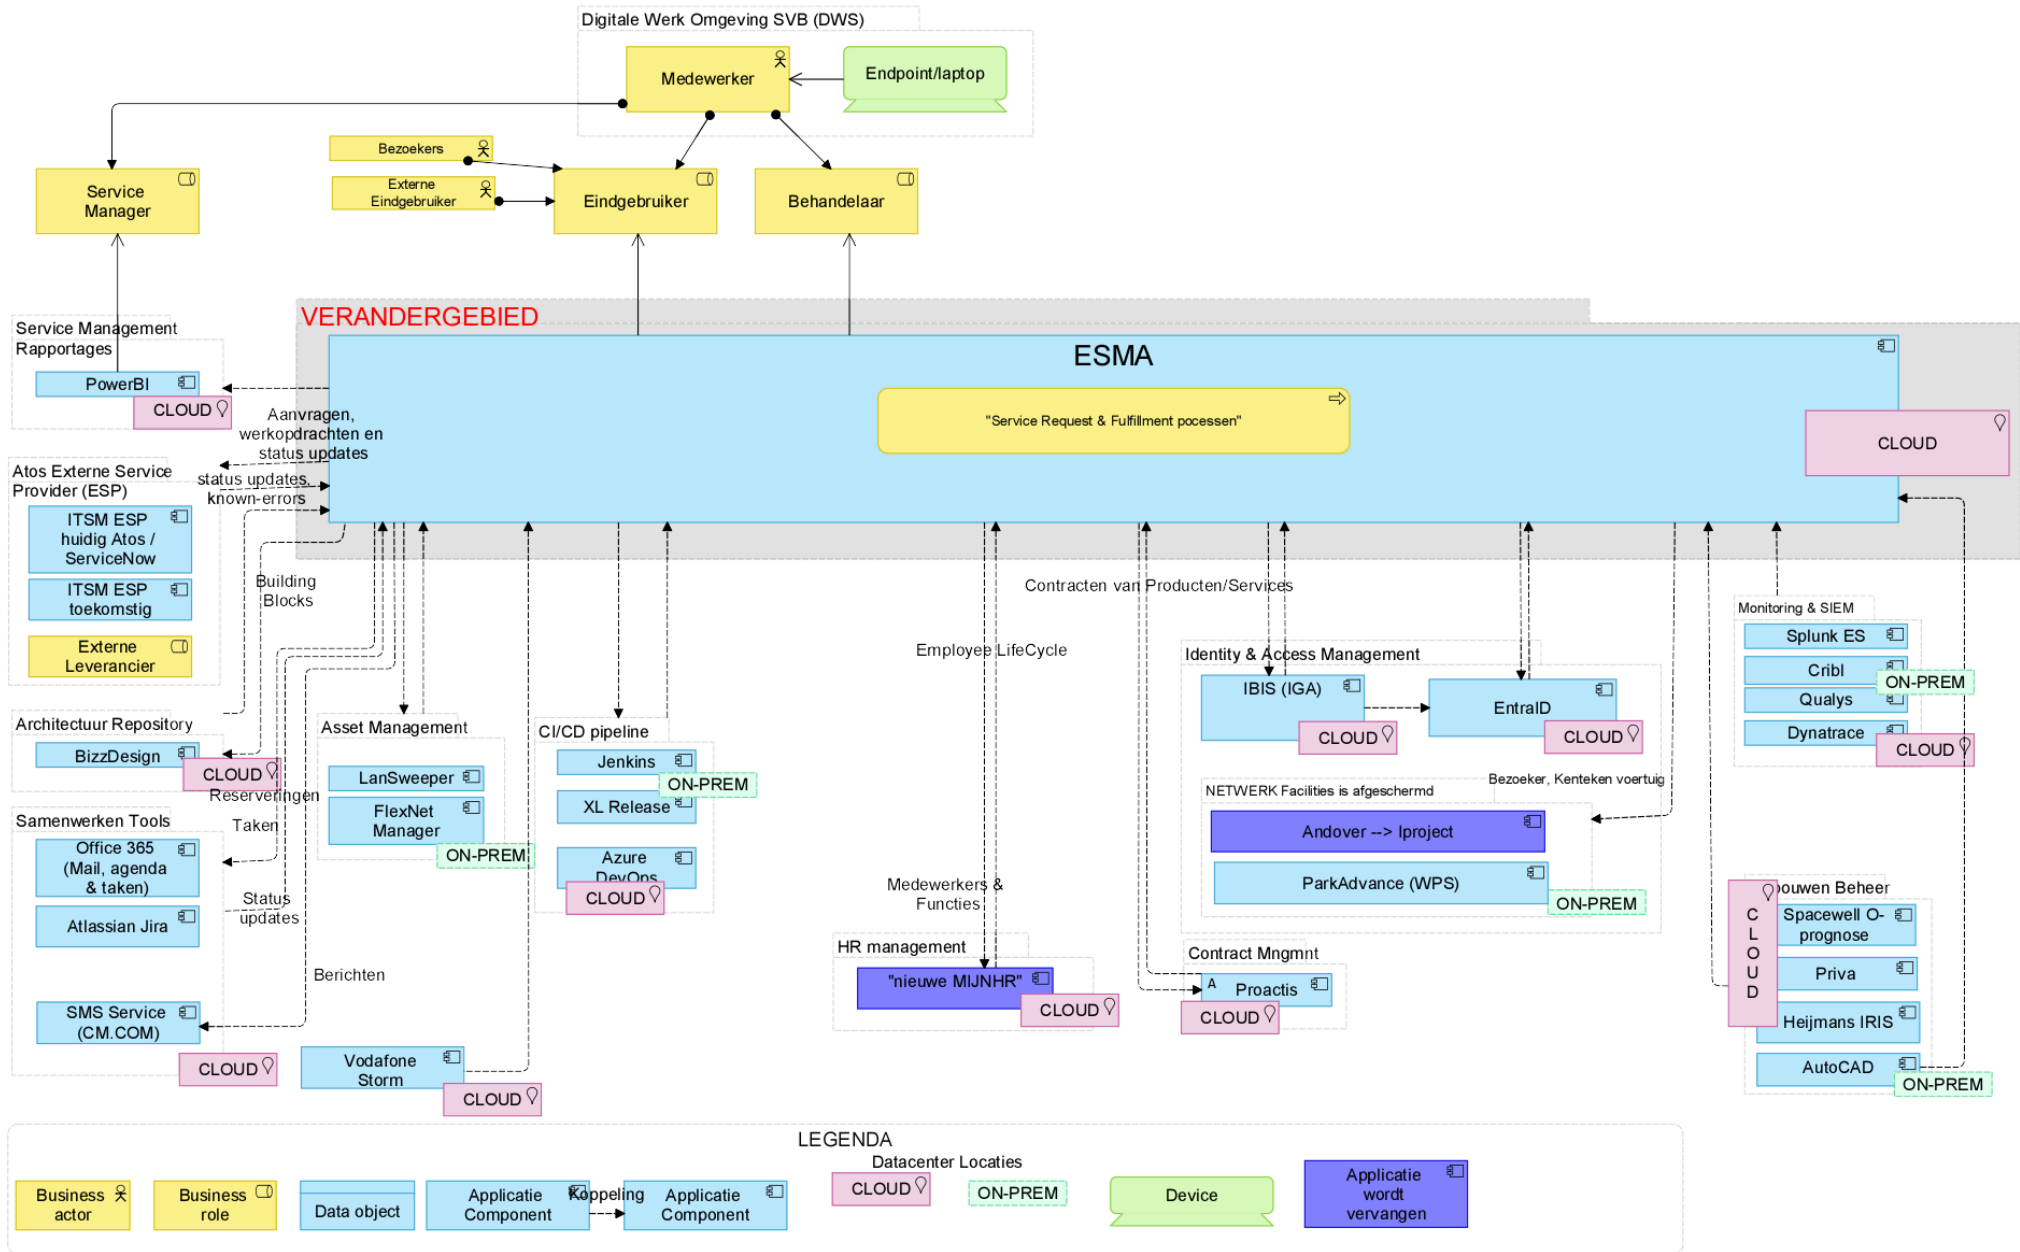 Digitale Werk Omgeving SVB (DWS)
Medewerker
Endpoint/laptop
Bezoekers
Externe
Eindgebruiker
Service
Manager
Eindgebruiker
Behandelaar
VERANDERGEBIED
ESMA
"Service Request & Fulfillment pocessen"
CLOUD
Service Management
Rapportages
PowerBI
CLOUD
Aanvragen,
werkopdrachten en
status updates
Atos Externe Service
Provider (ESP)
status updates,
known-errors
ITSM ESP
huidig Atos /
ServiceNow
ITSM ESP
toekomstig
Externe
Leverancier
Building
Blocks
Architectuur Repository
BizzDesign
CLOUD
Reserveringen
Samenwerken Tools
Taken
Office 365
(Mail, agenda
& taken)
Status
updates
Atlassian Jira
Berichten
SMS Service
(CM.COM)
CLOUD
Asset Management
LanSweeper
FlexNet
Manager
ON-PREM
CI/CD pipeline
Jenkins
ON-PREM
XL Release
Azure
DevOps
CLOUD
Vodafone
Storm
CLOUD
Contracten van Producten/Services
Employee LifeCycle
Medewerkers &
Functies
HR management
"nieuwe MIJNHR"
CLOUD
Identity & Access Management
IBIS (IGA)
CLOUD
EntraID
CLOUD
Bezoeker, Kenteken voertuig
NETWERK Facilities is afgeschermd
Andover --> Iproject
ParkAdvance (WPS)
ON-PREM
Contract Mngmnt
A
Proactis
CLOUD
Monitoring & SIEM
Splunk ES
Cribl
ON-PREM
Qualys
Dynatrace
CLOUD
ouwen Beheer
CLOUD
Spacewell O-
prognose
Priva
Heijmans IRIS
AutoCAD
ON-PREM
LEGENDA
Datacenter Locaties
Business
actor
Business
role
Data object
Applicatie
Component
Koppeling
Applicatie
Component
CLOUD
ON-PREM
Device
Applicatie
wordt
vervangen